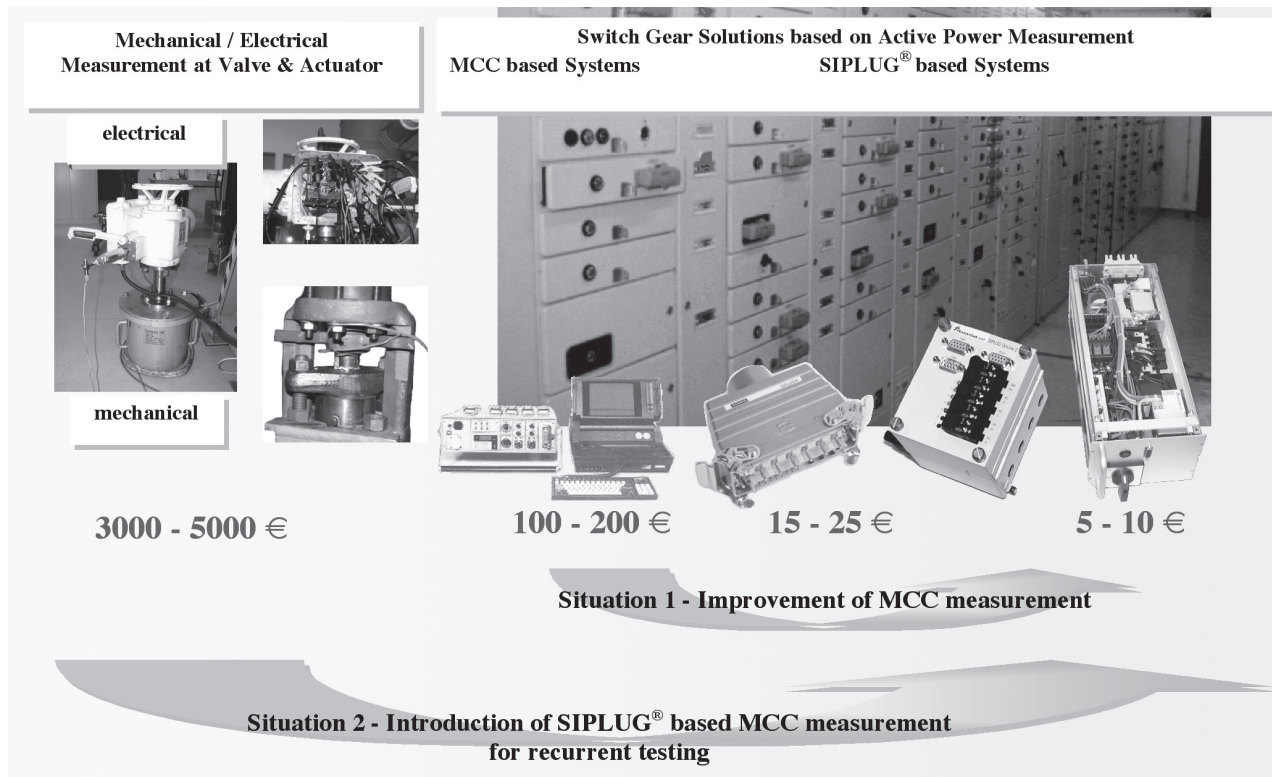 Mechanical / Electrical
Measurement at Valve & Actuator
Switch Gear Solutions based on Active Power Measurement
MCC based Systems
SIPLUG® based Systems
electrical
mechanical
3000 - 5000 €
100 - 200 €
15 - 25 €
5 - 10 €
Situation 1 - Improvement of MCC measurement
Situation 2 - Introduction of SIPLUG® based MCC measurement
for recurrent testing